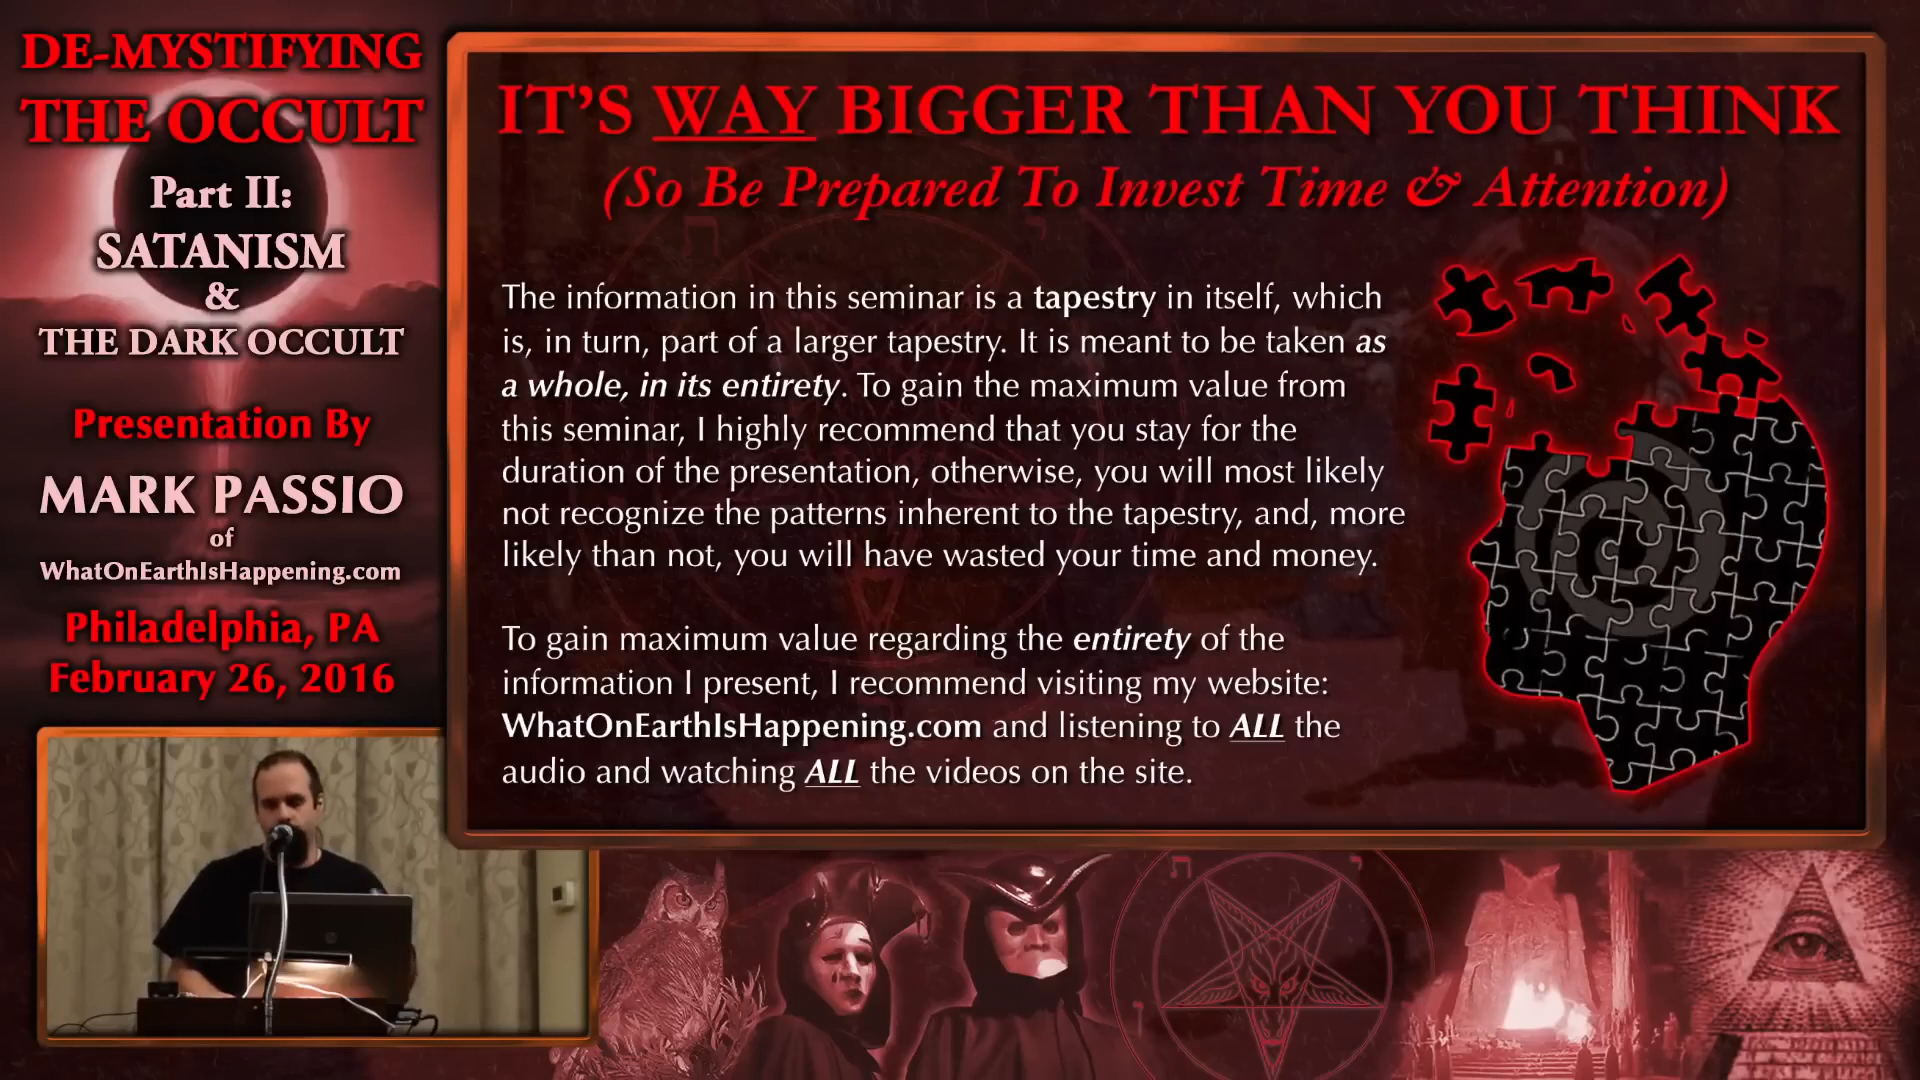 DE-MYSTIFYING
THE OCCULT
Part II:
SATANISM
&
THE DARK OCCULT
Presentation By
MARK PASSIO
of
WhatOnEarthIsHappening.com
Philadelphia, PA
February 26, 2016
IT'S WAY BIGGER THAN YOU THINK
(So Be Prepared To Invest Time & Attention)
The information in this seminar is a tapestry in itself, which
is, in turn, part of a larger tapestry. It is meant to be taken as
a whole, in its entirety. To gain the maximum value from
this seminar, I highly recommend that you stay for the
duration of the presentation, otherwise, you will most likely
not recognize the patterns inherent to the tapestry, and, more
likely than not, you will have wasted your time and money.
To gain maximum value regarding the entirety of the
information I present, I recommend visiting my website:
WhatOnEarthIsHappening.com and listening to ALL the
audio and watching ALL the videos on the site.